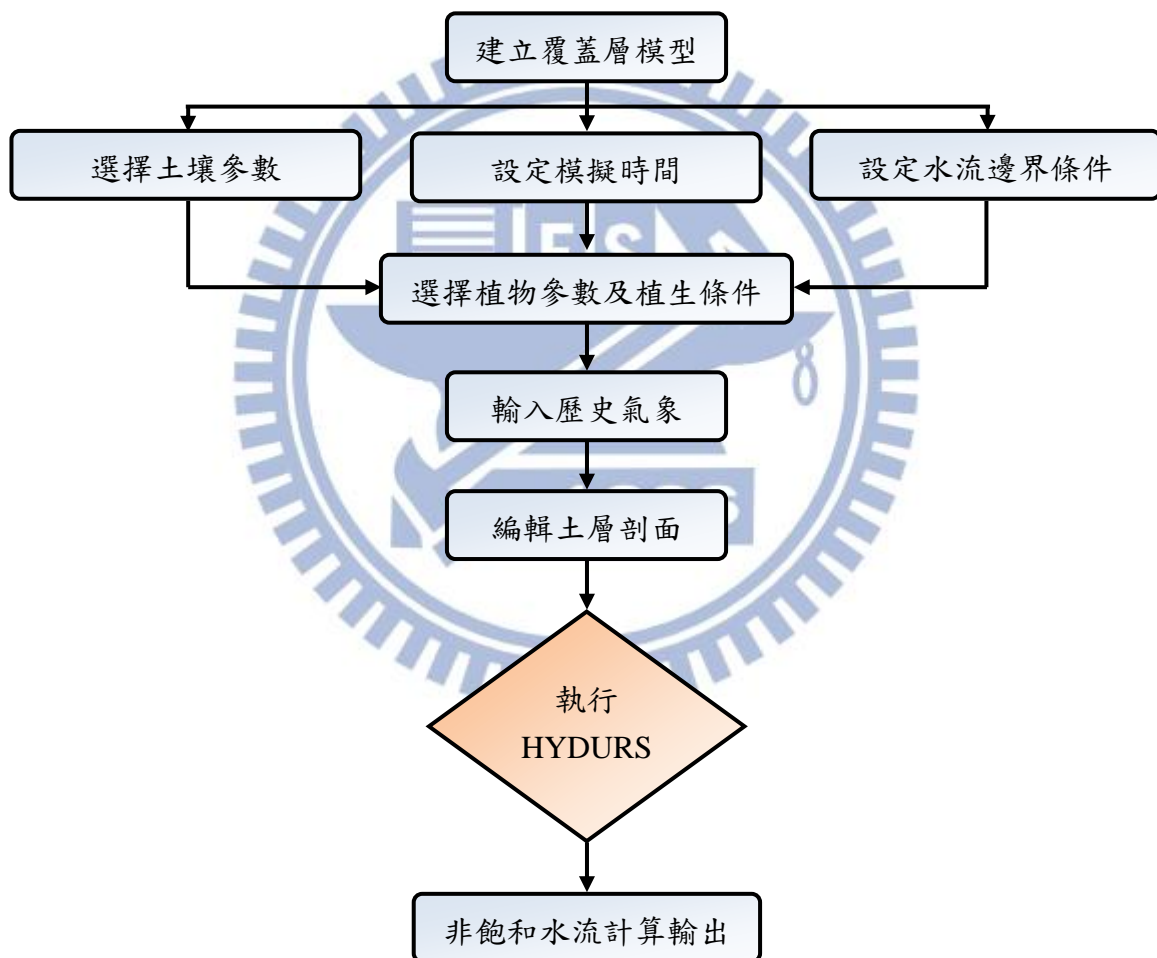 建立覆蓋層模型
選擇土壤參數
設定模擬時間
設定水流邊界條件
選擇植物參數及植生條件
輸入歷史氣象
編輯土層剖面
執行
HYDURS
非飽和水流計算輸出